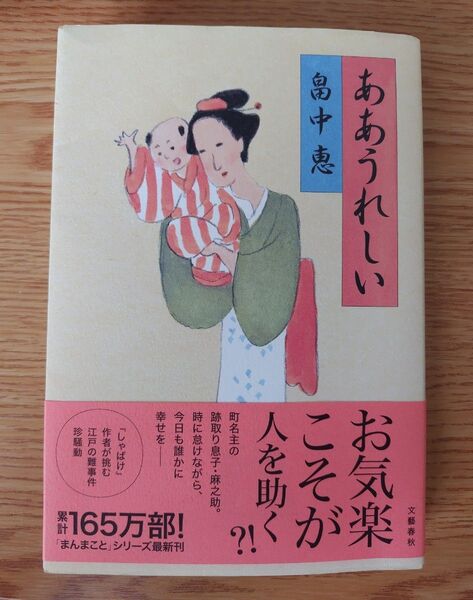 ああうれしい
畠中恵
お気楽
こそが
人を助く?!
町名主の
跡取り息子・麻之助。
時に怠けながら、
今日も誰かに
幸せを——
『しゃばけ』
作者が挑む
江戸の難事件
珍騒動
累計165万部!
「まんまこと」シリーズ最新刊
文藝春秋